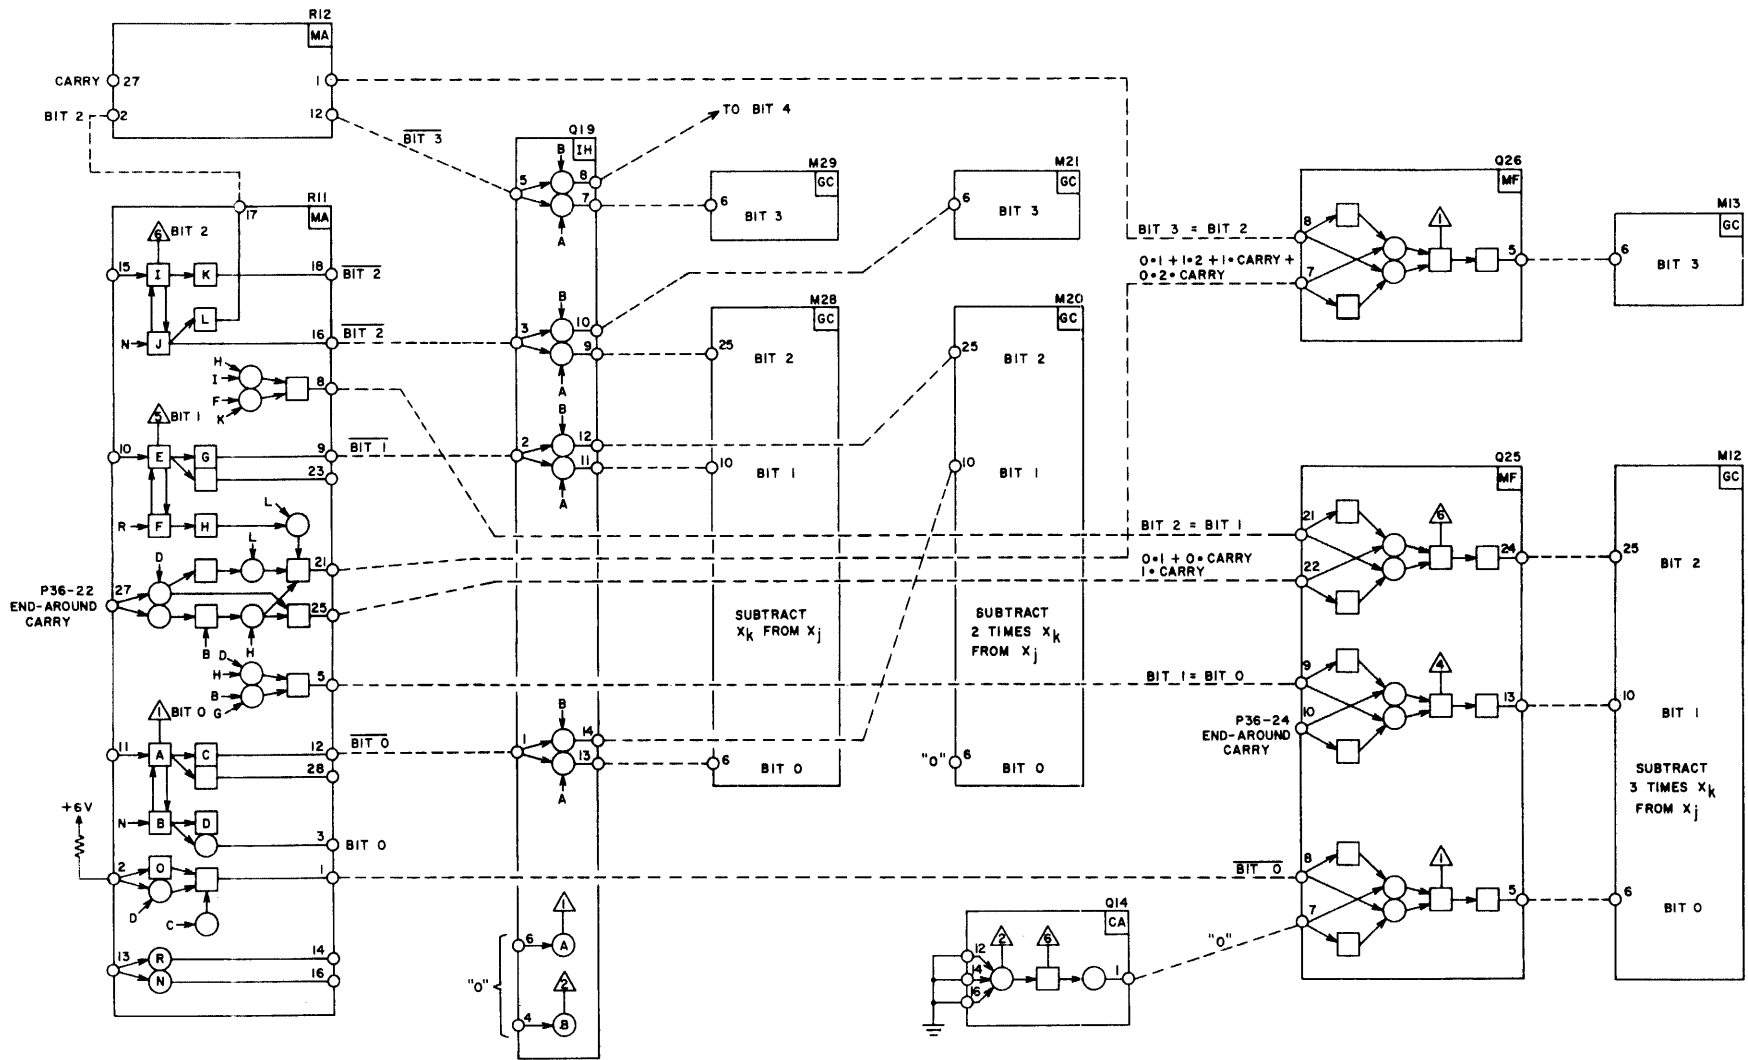 R12
MA
CARRY 27
1
BIT 2 2
12
BIT 3
TO BIT 4
Q19
IH
B
5
8
7
A
M29
GC
6
BIT 3
M21
GC
6
BIT 3
Q26
MF
BIT 3 = BIT 2
8
1
0•1 + 1•2 + 1•CARRY +
0•2•CARRY
7
5
M13
GC
6
BIT 3
R11
MA
17
6 BIT 2
15
I
K
18
BIT 2
L
N
J
16
BIT 2
H
I
F
K
8
5 BIT 1
10
E
G
9
BIT 1
23
R
F
H
L
D
L
21
P36-22
END-AROUND
CARRY
27
25
B
H
D
H
B
G
5
1 BIT 0
11
A
C
12
BIT 0
28
+6V
N
B
D
3
BIT 0
2
O
1
D
C
13
R
14
N
16
B
3
10
9
A
B
2
12
11
A
B
1
14
13
A
1
6
A
"0"
2
4
B
M28
GC
25
BIT 2
10
BIT 1
SUBTRACT
Xk FROM Xj
6
BIT 0
M20
GC
25
BIT 2
10
BIT 1
SUBTRACT
2 TIMES Xk
FROM Xj
"0"
6
BIT 0
Q14
CA
12
14
16
2
6
1
"0"
Q25
MF
BIT 2 = BIT 1
21
6
24
0•1 + 0•CARRY
1•CARRY
22
BIT 1 = BIT 0
9
4
13
P36-24
END-AROUND
CARRY
10
BIT 0
8
1
7
5
M12
GC
25
BIT 2
10
BIT 1
SUBTRACT
3 TIMES Xk
FROM Xj
6
BIT 0